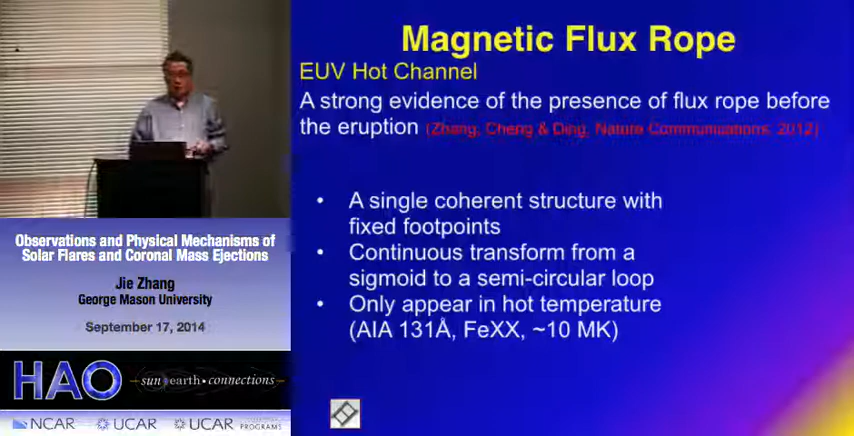 Magnetic Flux Rope
EUV Hot Channel
A strong evidence of the presence of flux rope before
the eruption (Zhang, Cheng & Ding, Nature Communications, 2012)
• A single coherent structure with
fixed footpoints
• Continuous transform from a
sigmoid to a semi-circular loop
• Only appear in hot temperature
(AIA 131Å, FeXX, ~10 MK)
Observations and Physical Mechanisms of
Solar Flares and Coronal Mass Ejections
Jie Zhang
George Mason University
September 17, 2014
HAO sun•earth•connections
NCAR UCAR UCAR PROGRAMS